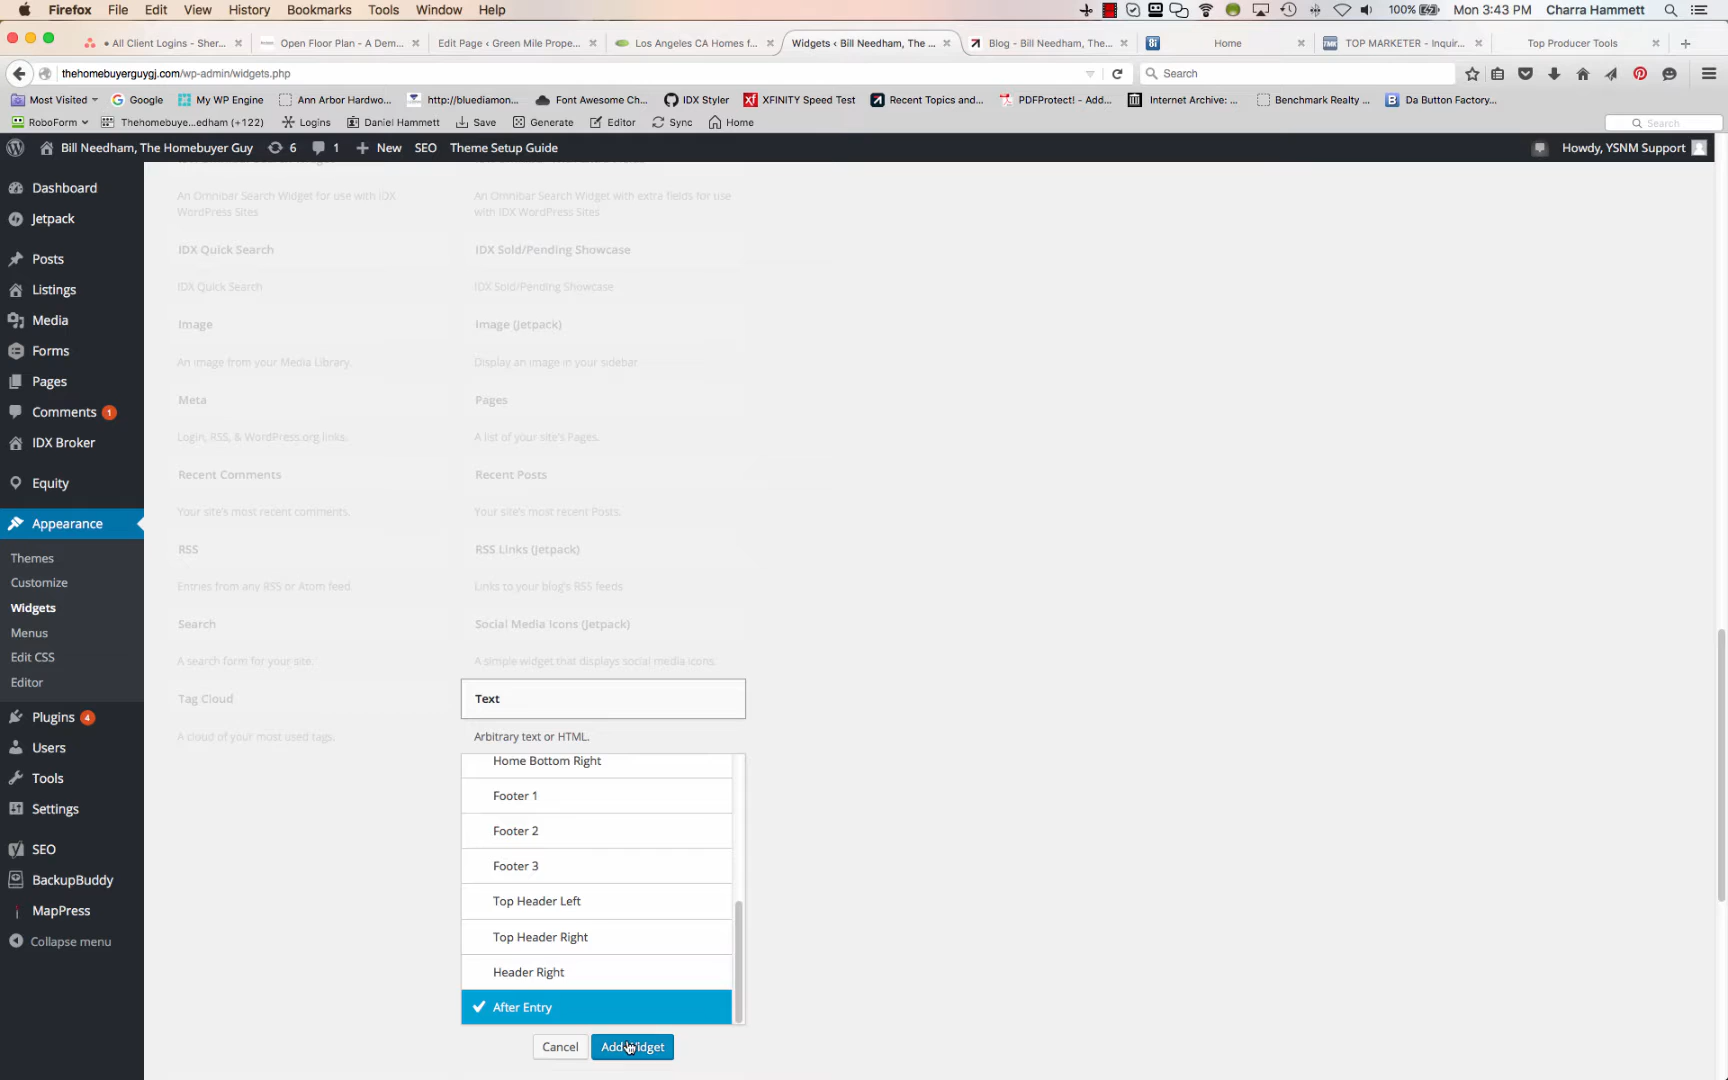 Firefox File Edit View History Bookmarks Tools Window Help 100% Mon 3:43 PM Charra Hammett
• All Client Logins - Sher... × Open Floor Plan - A Dem... × Edit Page ‹ Green Mile Prope... × Los Angeles CA Homes f... × Widgets ‹ Bill Needham, The ... × Blog - Bill Needham, The... × Home × TOP MARKETER - Inquir... × Top Producer Tools × +
thehomebuyerguygj.com/wp-admin/widgets.php Search
Most Visited Google My WP Engine Ann Arbor Hardwo... http://bluediamon... Font Awesome Ch... IDX Styler XFINITY Speed Test Recent Topics and... PDFProtect! - Add... Internet Archive: ... Benchmark Realty ... Da Button Factory...
RoboForm Thehomebuye...edham (+122) Logins Daniel Hammett Save Generate Editor Sync Home Search
Bill Needham, The Homebuyer Guy 6 1 New SEO Theme Setup Guide Howdy, YSNM Support
Dashboard
Jetpack
Posts
Listings
Media
Forms
Pages
Comments 1
IDX Broker
Equity
Appearance
Themes
Customize
Widgets
Menus
Edit CSS
Editor
Plugins 4
Users
Tools
Settings
SEO
BackupBuddy
MapPress
Collapse menu
An Omnibar Search Widget for use with IDX
WordPress Sites
An Omnibar Search Widget with extra fields for use
with IDX WordPress Sites
IDX Quick Search IDX Sold/Pending Showcase
IDX Quick Search IDX Sold/Pending Showcase
Image Image (Jetpack)
An image from your Media Library. Display an image in your sidebar
Meta Pages
Login, RSS, & WordPress.org links. A list of your site's Pages.
Recent Comments Recent Posts
Your site's most recent comments. Your site's most recent Posts.
RSS RSS Links (Jetpack)
Entries from any RSS or Atom feed. Links to your blog's RSS feeds
Search Social Media Icons (Jetpack)
A search form for your site. A simple widget that displays social media icons.
Tag Cloud Text
A cloud of your most used tags. Arbitrary text or HTML.
Home Bottom Right
Footer 1
Footer 2
Footer 3
Top Header Left
Top Header Right
Header Right
After Entry
Cancel Add Widget